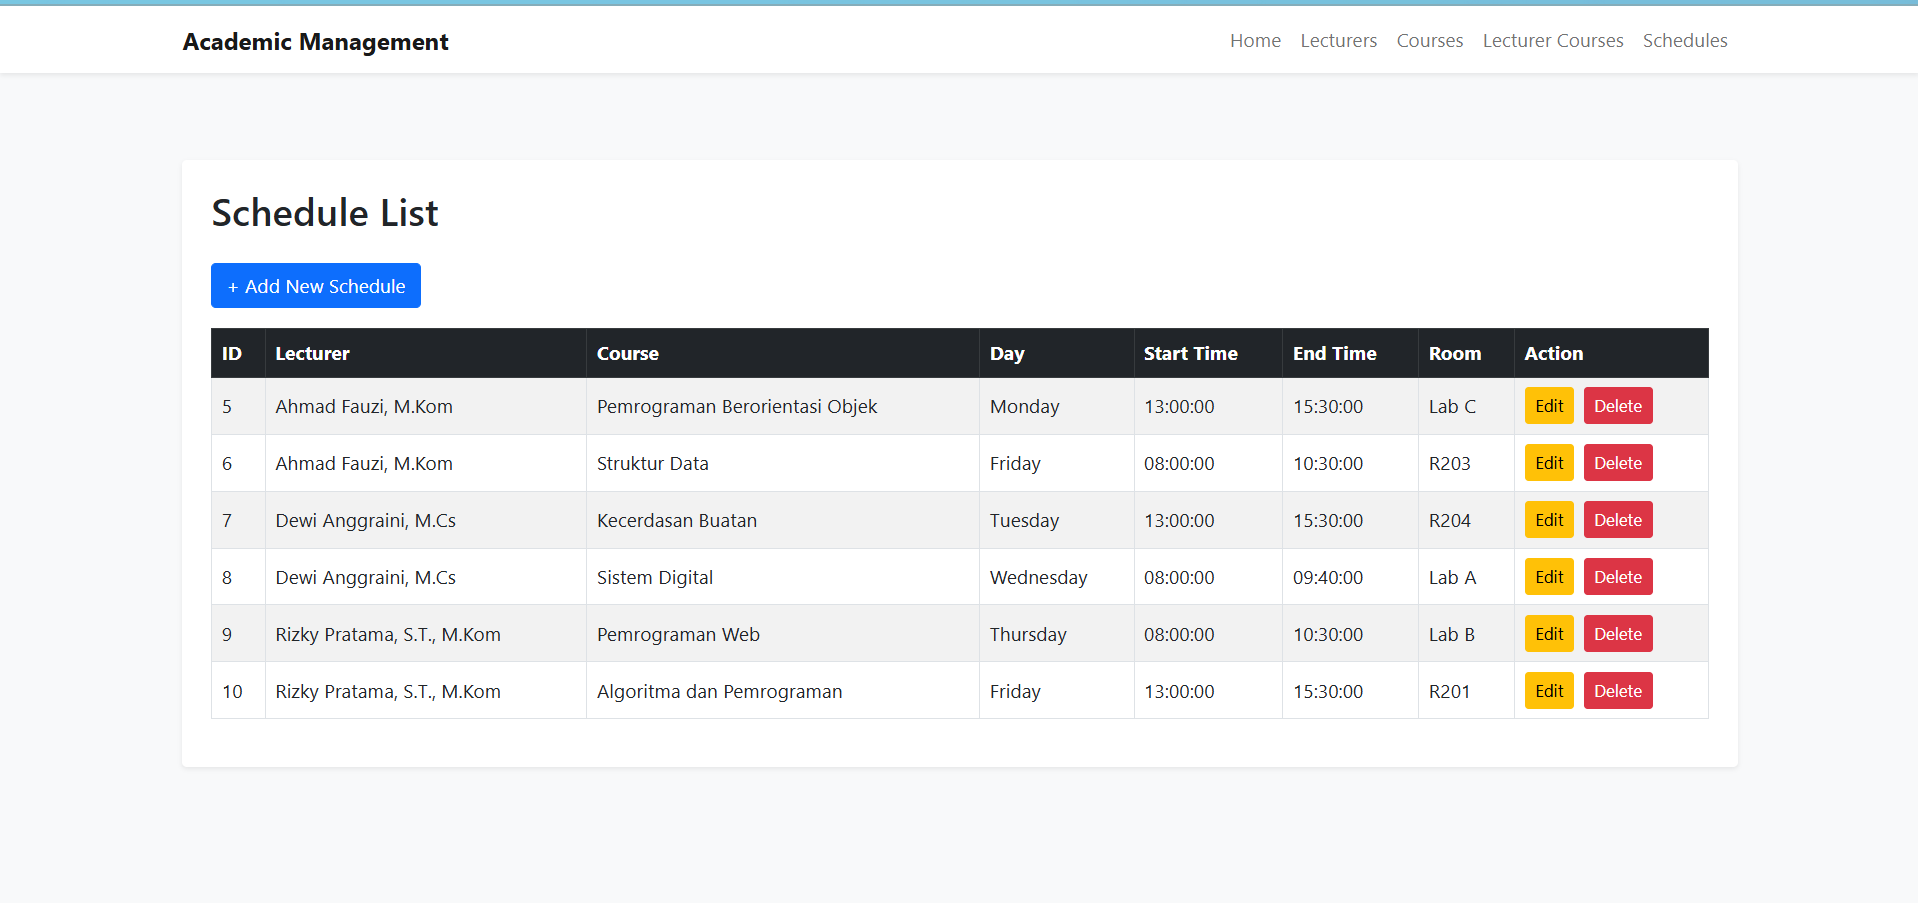 Academic Management
Home Lecturers Courses Lecturer Courses Schedules
Schedule List
+ Add New Schedule
ID Lecturer Course Day Start Time End Time Room Action
5 Ahmad Fauzi, M.Kom Pemrograman Berorientasi Objek Monday 13:00:00 15:30:00 Lab C Edit Delete
6 Ahmad Fauzi, M.Kom Struktur Data Friday 08:00:00 10:30:00 R203 Edit Delete
7 Dewi Anggraini, M.Cs Kecerdasan Buatan Tuesday 13:00:00 15:30:00 R204 Edit Delete
8 Dewi Anggraini, M.Cs Sistem Digital Wednesday 08:00:00 09:40:00 Lab A Edit Delete
9 Rizky Pratama, S.T., M.Kom Pemrograman Web Thursday 08:00:00 10:30:00 Lab B Edit Delete
10 Rizky Pratama, S.T., M.Kom Algoritma dan Pemrograman Friday 13:00:00 15:30:00 R201 Edit Delete